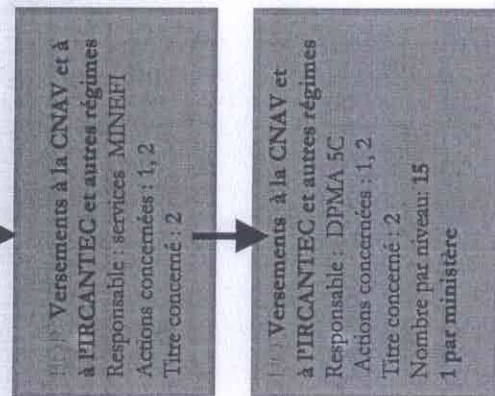 Versements à la CNAV et à
à l'IRCANTEC et autres régimes
Responsable : services MINEFI
Actions concernées : 1, 2
Titre concerné : 2
Versements à la CNAV et
à l'IRCANTEC et autres régimes
Responsable : DPMA 5C
Actions concernées : 1, 2
Titre concerné : 2
Nombre par niveau: 15
1 par ministère